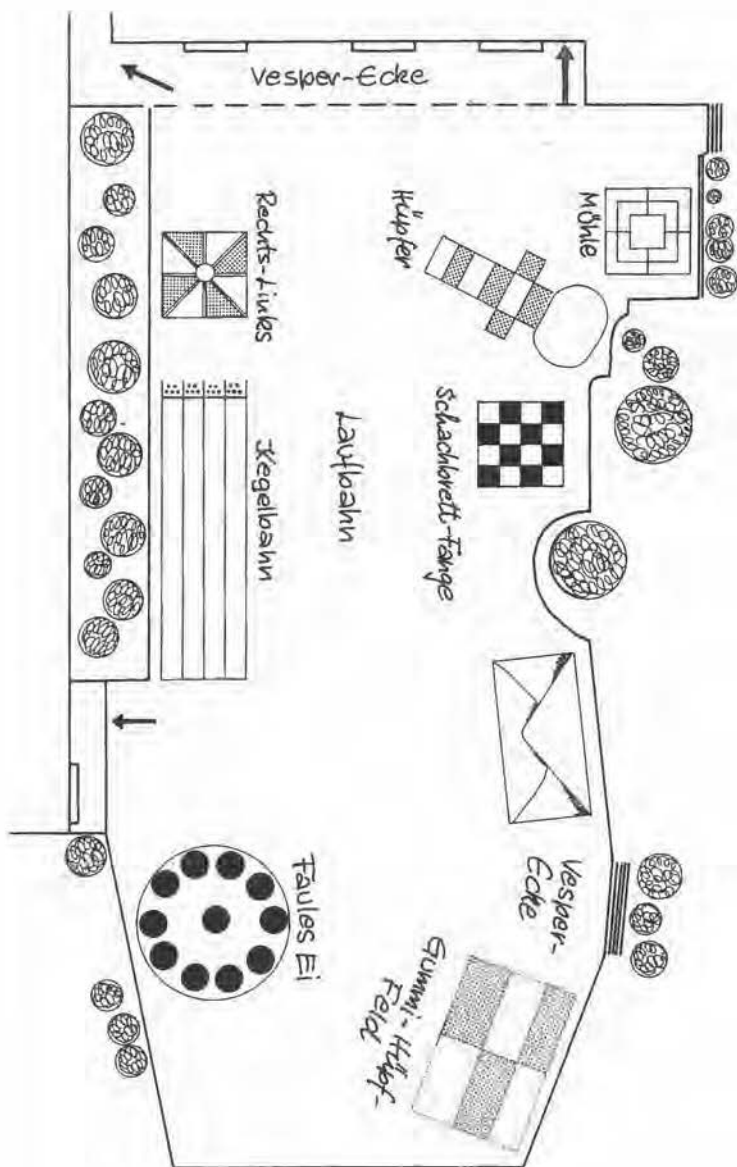 Vesper-Ecke
Rechts-Links
Hüpfer
Mühle
Kegelbahn
Laufbahn
Schachbrett-Fange
Faules Ei
Vesper-
Ecke
Gummi-Hüpf-
Feld